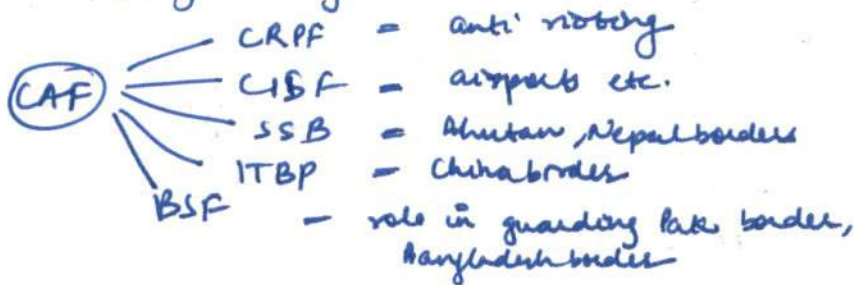 CAF
CRPF = anti rioting
CISF - airports etc.
SSB = Bhutan, Nepal borders
ITBP - China border
BSF - role in guarding Pak border,
Bangladesh border